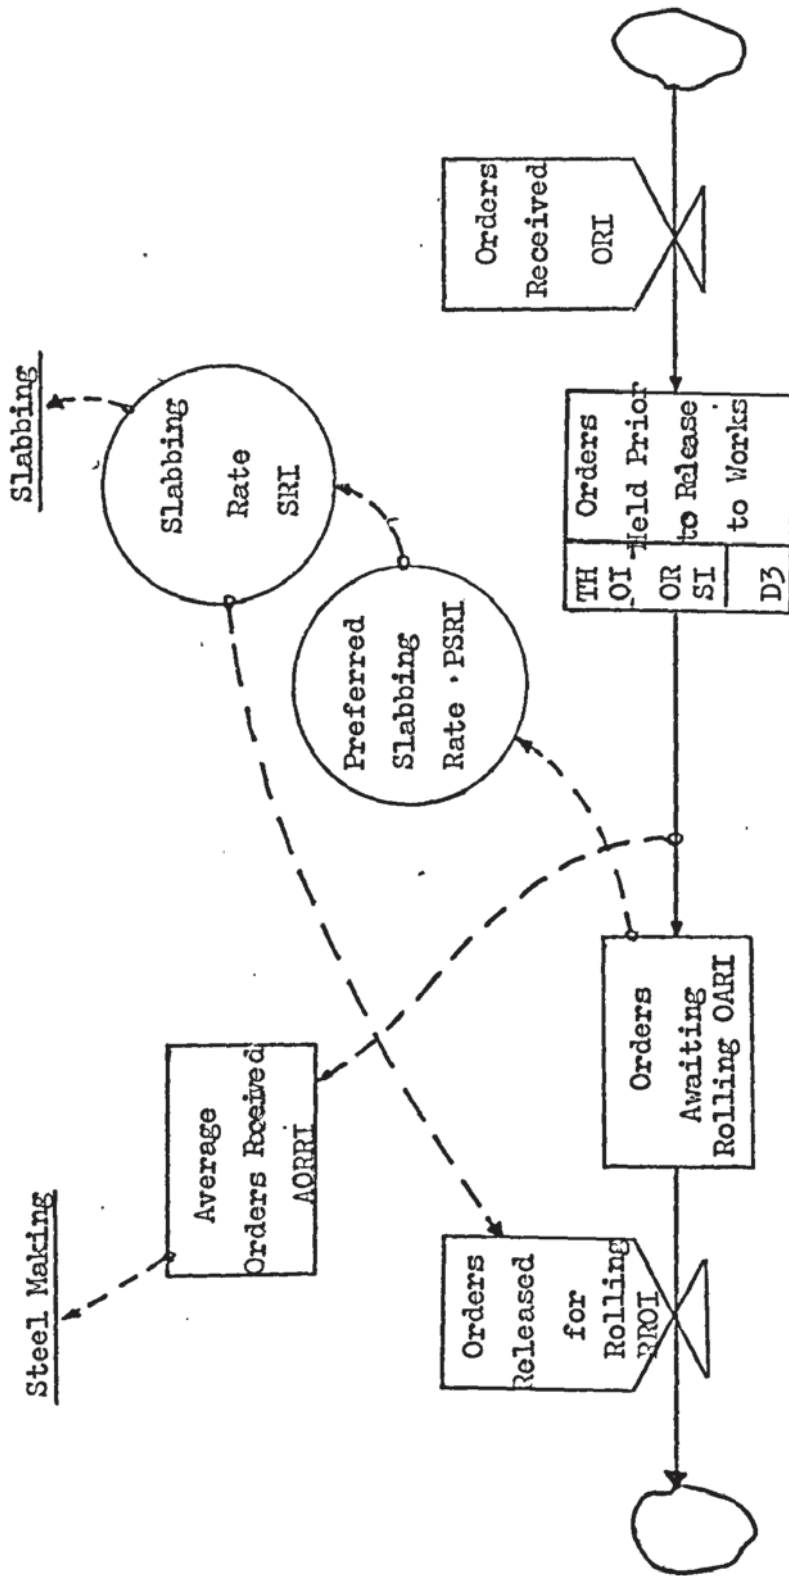 Steel Making
Slabbing
Average
Orders Received
AORRI
Slabbing
Rate
SRI
Preferred
Slabbing
Rate · PSRI
Orders
Released
for
Rolling
RROI
Orders
Awaiting
Rolling OARI
TH
OI
OR
SI
D3
Orders
Held Prior
to Release
to Works
Orders
Received
ORI